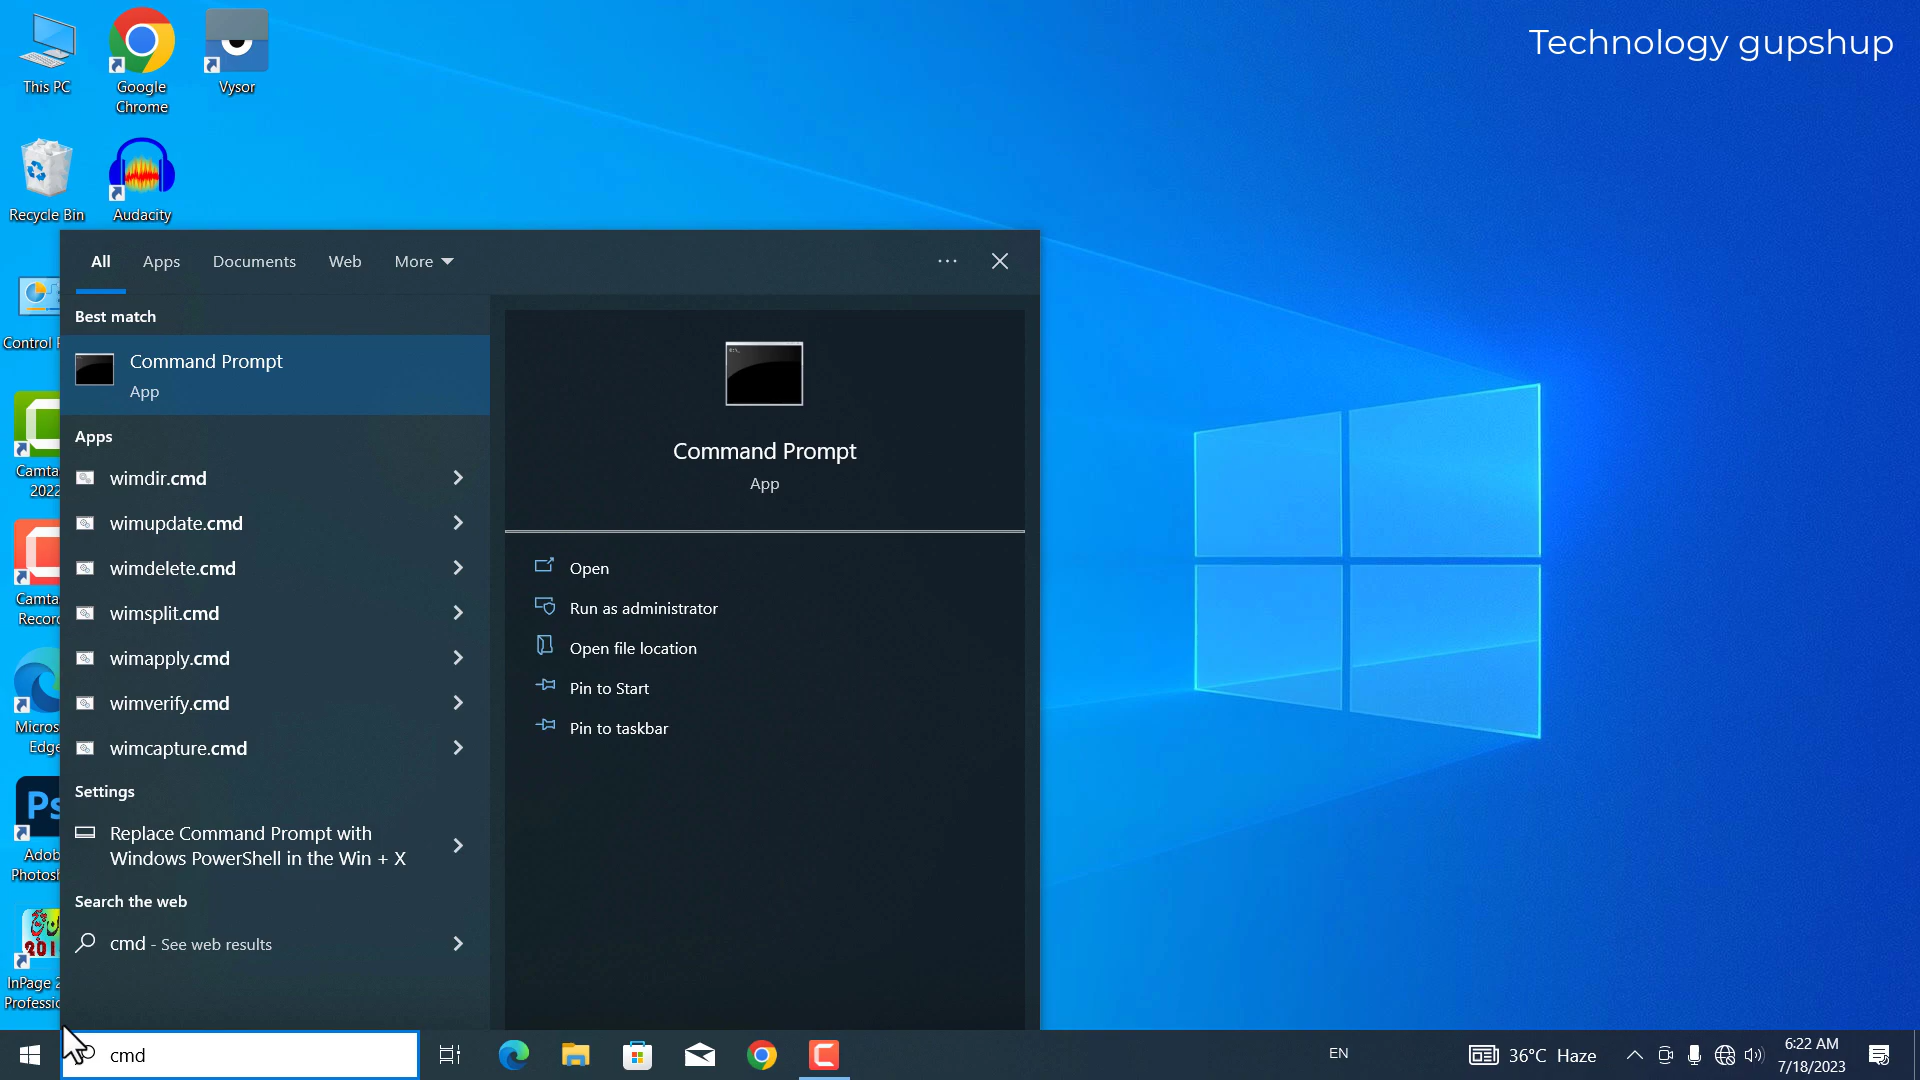 Technology gupshup
This PC
Google
Chrome
Vysor
Recycle Bin
Audacity
Control P
Camta
2022
Camta
Record
Micros
Edge
Ps
Adob
Photosh
201
InPage 2
Professio
All
Apps
Documents
Web
More
Best match
Command Prompt
App
Apps
wimdir.cmd
wimupdate.cmd
wimdelete.cmd
wimsplit.cmd
wimapply.cmd
wimverify.cmd
wimcapture.cmd
Settings
Replace Command Prompt with
Windows PowerShell in the Win + X
Search the web
cmd - See web results
Command Prompt
App
Open
Run as administrator
Open file location
Pin to Start
Pin to taskbar
cmd
EN
36°C Haze
6:22 AM
7/18/2023